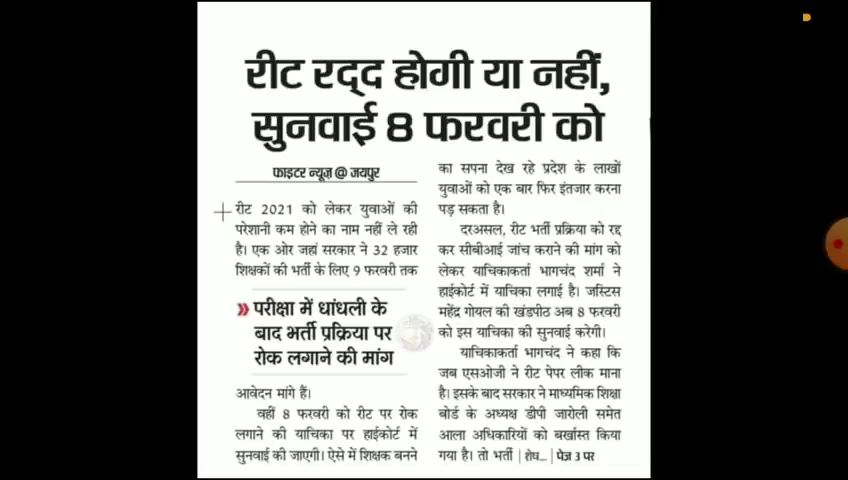 रीट रद्द होगी या नहीं,
सुनवाई 8 फरवरी को
फाइटर न्यूज़ @ जयपुर
रीट 2021 को लेकर युवाओं की
परेशानी कम होने का नाम नहीं ले रही
है। एक ओर जहां सरकार ने 32 हजार
शिक्षकों की भर्ती के लिए 9 फरवरी तक
» परीक्षा में धांधली के
बाद भर्ती प्रक्रिया पर
रोक लगाने की मांग
आवेदन मांगे हैं।
वहीं 8 फरवरी को रीट पर रोक
लगाने की याचिका पर हाईकोर्ट में
सुनवाई की जाएगी। ऐसे में शिक्षक बनने
का सपना देख रहे प्रदेश के लाखों
युवाओं को एक बार फिर इंतजार करना
पड़ सकता है।
दरअसल, रीट भर्ती प्रक्रिया को रद्द
कर सीबीआई जांच कराने की मांग को
लेकर याचिकाकर्ता भागचंद शर्मा ने
हाईकोर्ट में याचिका लगाई है। जस्टिस
महेंद्र गोयल की खंडपीठ अब 8 फरवरी
को इस याचिका की सुनवाई करेगी।
याचिकाकर्ता भागचंद ने कहा कि
जब एसओजी ने रीट पेपर लीक माना
है। इसके बाद सरकार ने माध्यमिक शिक्षा
बोर्ड के अध्यक्ष डीपी जारोली समेत
आला अधिकारियों को बर्खास्त किया
गया है। तो भर्ती | शेष... | पेज 3 पर